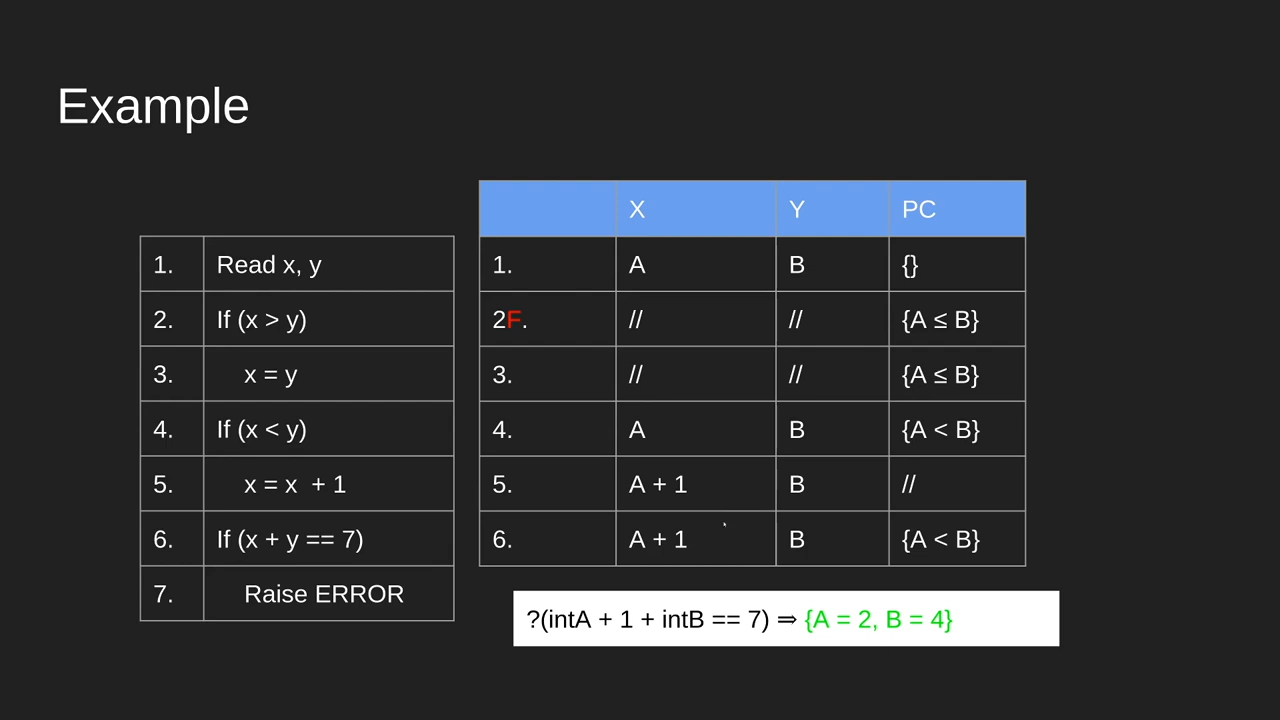 Example
X Y PC
1. Read x, y
2. If (x > y)
3. x = y
4. If (x < y)
5. x = x + 1
6. If (x + y == 7)
7. Raise ERROR
1. A B {}
2F. // // {A ≤ B}
3. // // {A ≤ B}
4. A B {A < B}
5. A + 1 B //
6. A + 1 B {A < B}
?(intA + 1 + intB == 7) ⇒ {A = 2, B = 4}